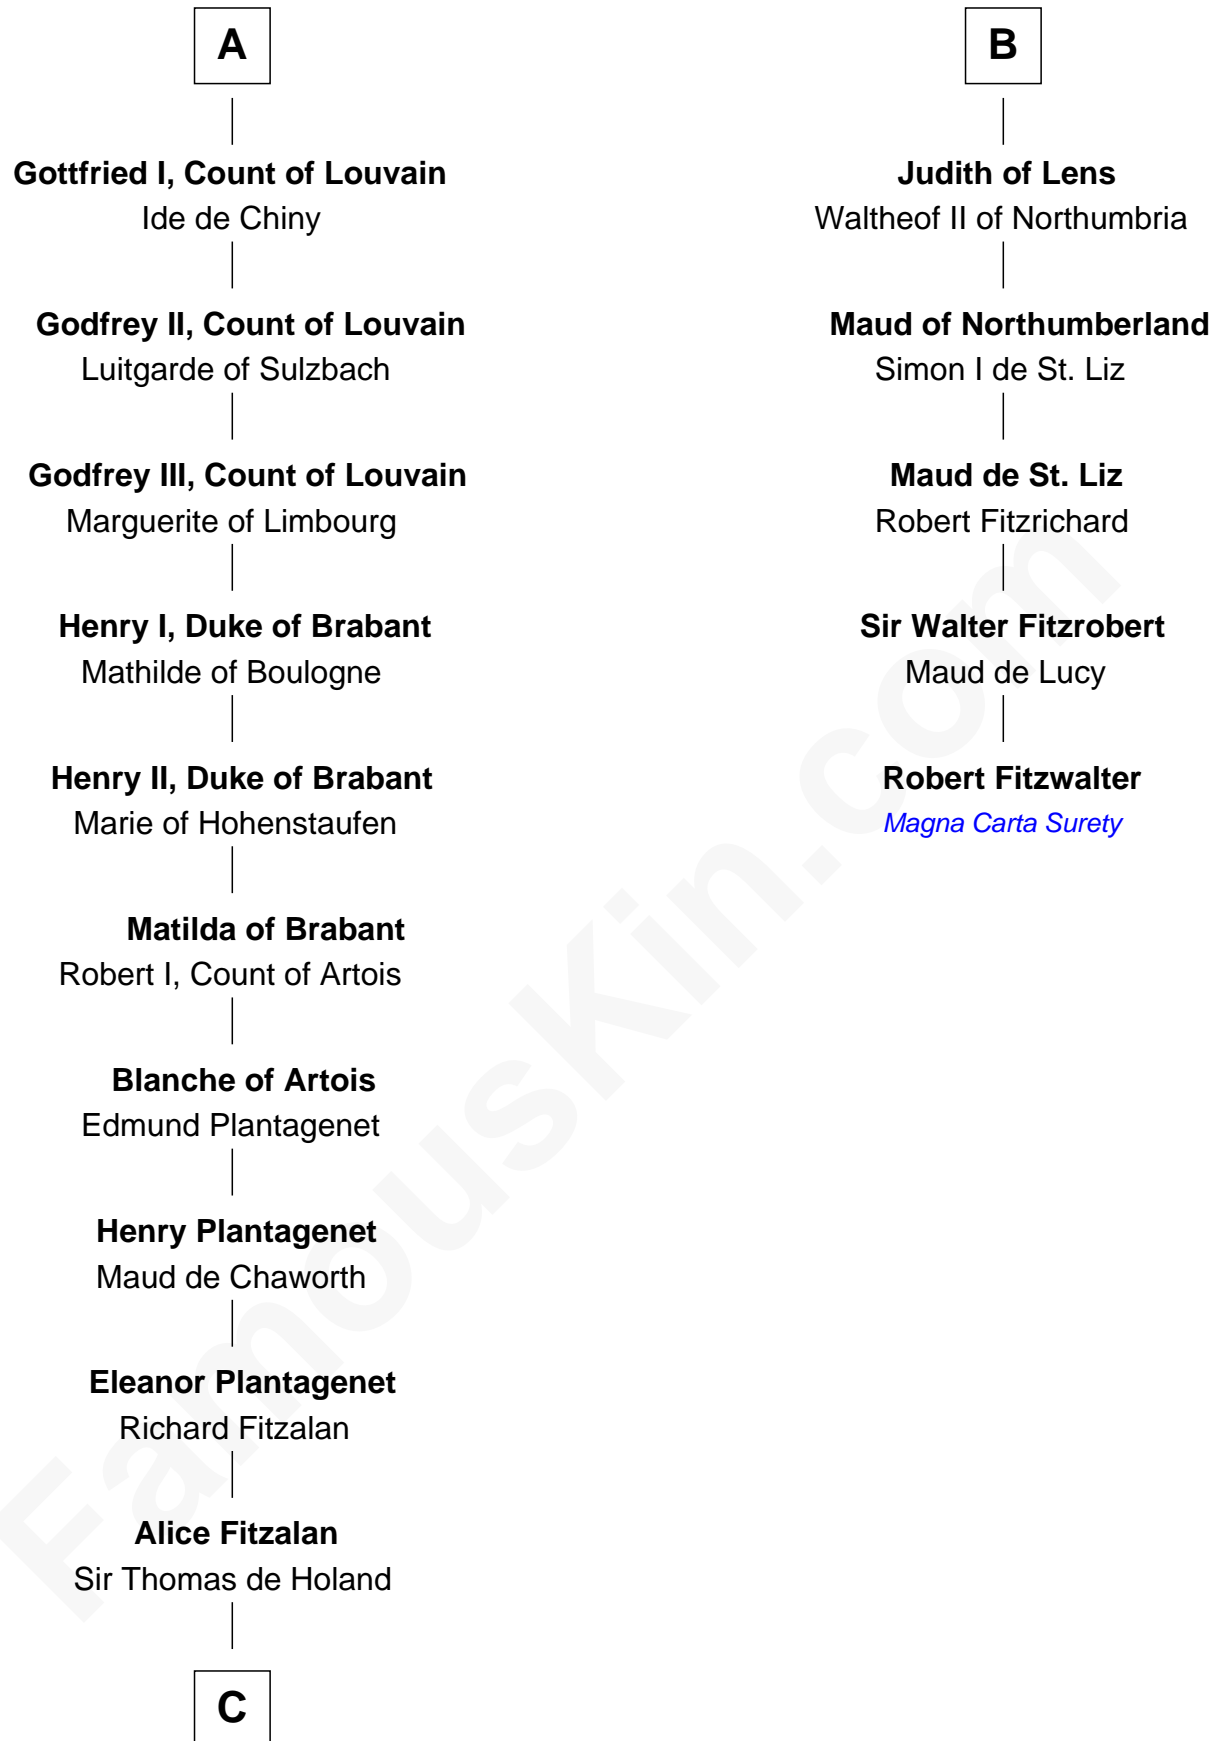 A
Gottfried I, Count of Louvain
Ide de Chiny
Godfrey II, Count of Louvain
Luitgarde of Sulzbach
Godfrey III, Count of Louvain
Marguerite of Limbourg
Henry I, Duke of Brabant
Mathilde of Boulogne
Henry II, Duke of Brabant
Marie of Hohenstaufen
Matilda of Brabant
Robert I, Count of Artois
Blanche of Artois
Edmund Plantagenet
Henry Plantagenet
Maud de Chaworth
Eleanor Plantagenet
Richard Fitzalan
Alice Fitzalan
Sir Thomas de Holand
C
B
Judith of Lens
Waltheof II of Northumbria
Maud of Northumberland
Simon I de St. Liz
Maud de St. Liz
Robert Fitzrichard
Sir Walter Fitzrobert
Maud de Lucy
Robert Fitzwalter
Magna Carta Surety
FamousKin.com